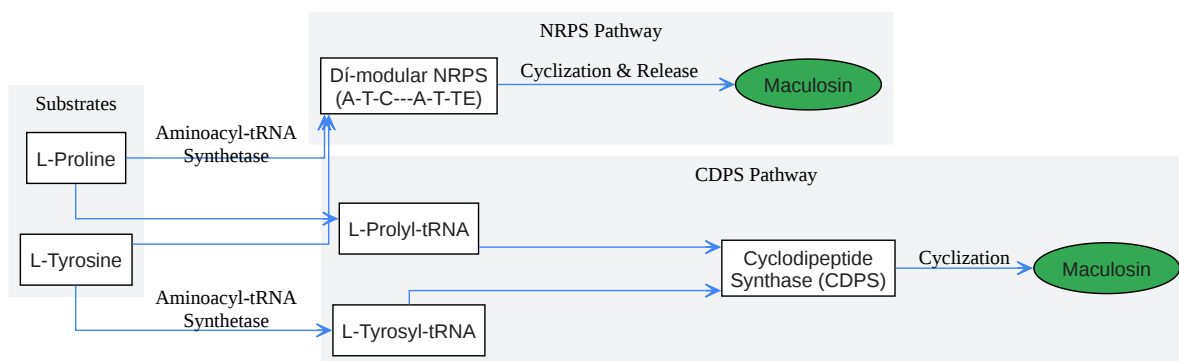 NRPS Pathway
Dí-modular NRPS
(A-T-C---A-T-TE)
Cyclization & Release
Maculosin
Substrates
L-Proline
Aminoacyl-tRNA
Synthetase
CDPS Pathway
L-Prolyl-tRNA
L-Tyrosine
Cyclodipeptide
Synthase (CDPS)
Cyclization
Maculosin
Aminoacyl-tRNA
Synthetase
L-Tyrosyl-tRNA